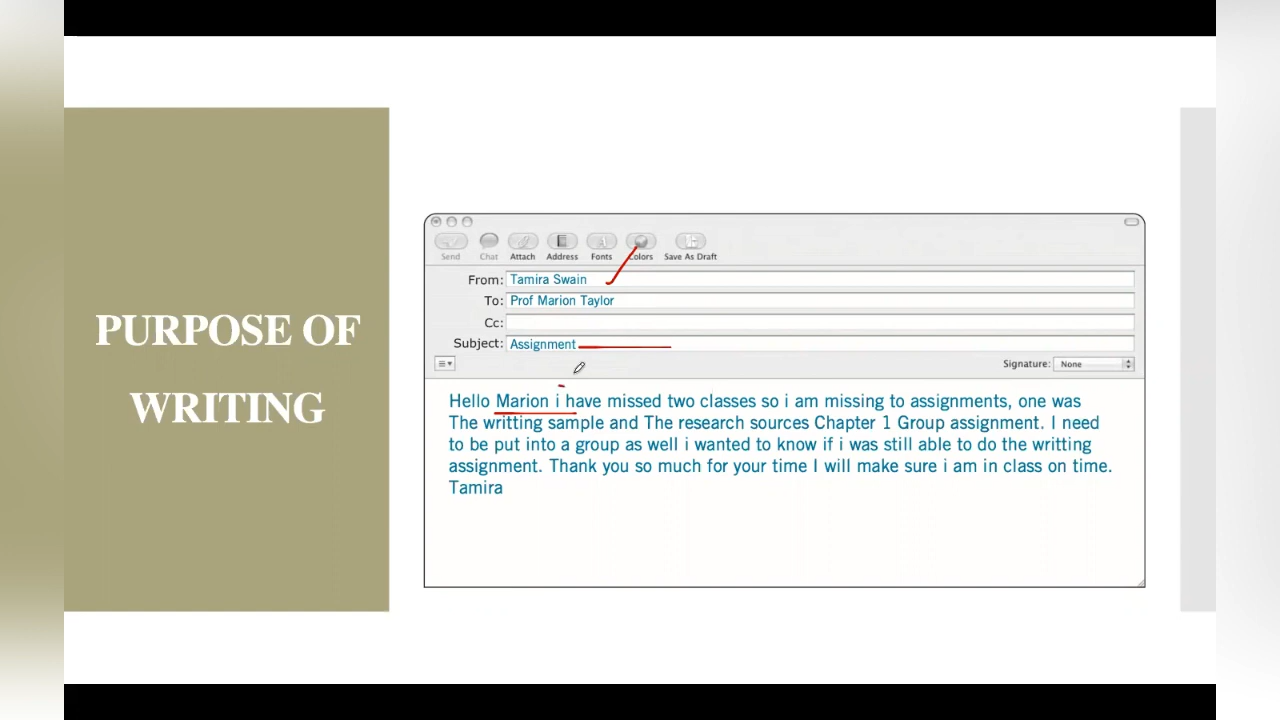 PURPOSE OF
WRITING
Send Chat Attach Address Fonts Colors Save As Draft
From: Tamira Swain
To: Prof Marion Taylor
Cc:
Subject: Assignment
Signature: None
Hello Marion i have missed two classes so i am missing to assignments, one was
The writting sample and The research sources Chapter 1 Group assignment. I need
to be put into a group as well i wanted to know if i was still able to do the writting
assignment. Thank you so much for your time I will make sure i am in class on time.
Tamira